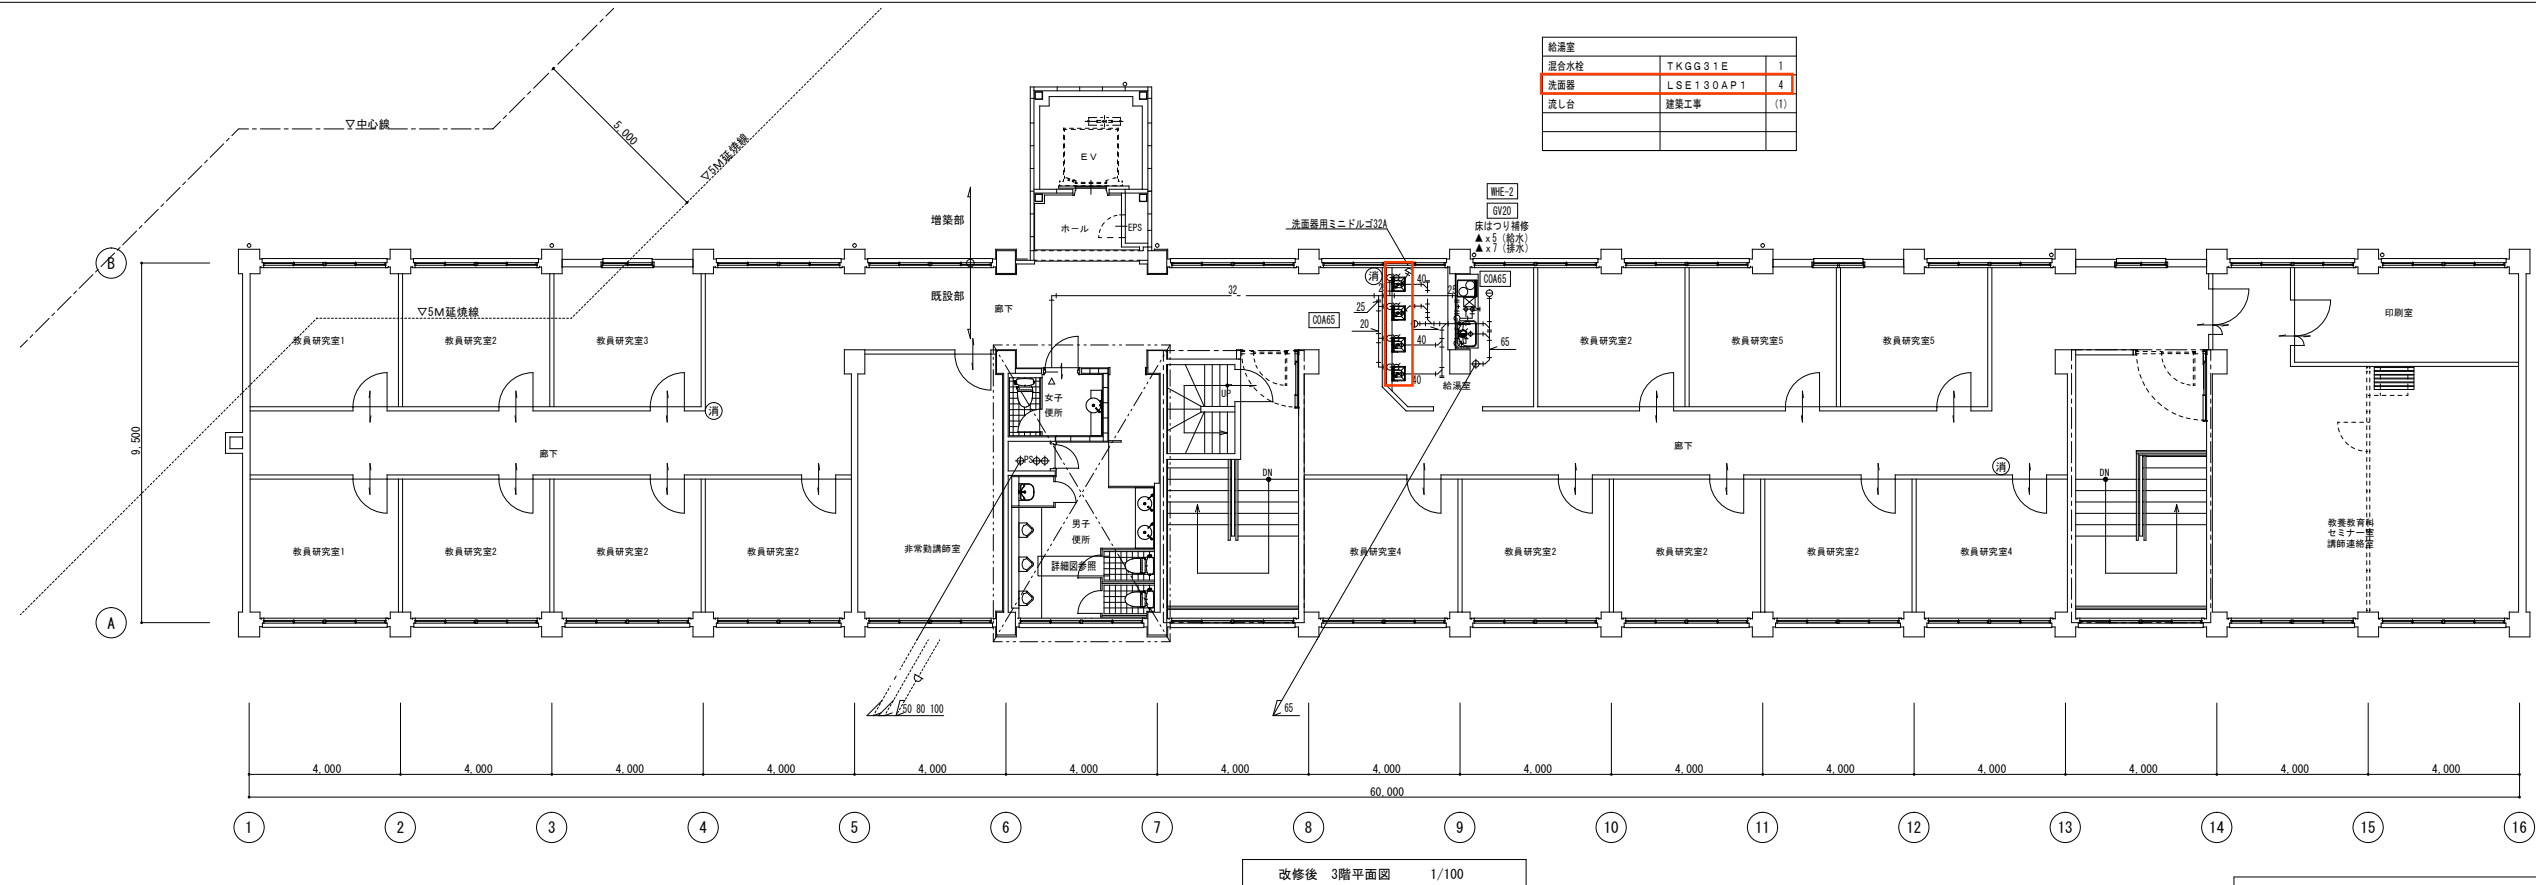 給湯室
混合水栓 TKGG31E 1
洗面器 LSE130AP1 4
流し台 建築工事 (1)
▽中心線
5,000
▽5M延焼線
EV
ホール
EPS
増築部
既設部
洗面器用ミニドルゴ32A
WHE-2
GV20
床はつり補修
▲x5 (給水)
▲x7 (排水)
B
▽5M延焼線
廊下
32
消
40
25
COA65
25
COA65
20
40
65
40
給湯室
印刷室
教員研究室1
教員研究室2
教員研究室3
教員研究室2
教員研究室5
教員研究室5
消
女子
便所
UP
9,500
廊下
PS
DN
廊下
消
DN
教員研究室1
教員研究室2
教員研究室2
教員研究室2
非常勤講師室
男子
便所
詳細図参照
教員研究室4
教員研究室2
教員研究室2
教員研究室2
教員研究室4
教養教育科
セミナー室
講師連絡室
A
50 80 100
65
4,000 4,000 4,000 4,000 4,000 4,000 4,000 4,000 4,000 4,000 4,000 4,000 4,000 4,000 4,000
60,000
1 2 3 4 5 6 7 8 9 10 11 12 13 14 15 16
改修後 3階平面図 1/100